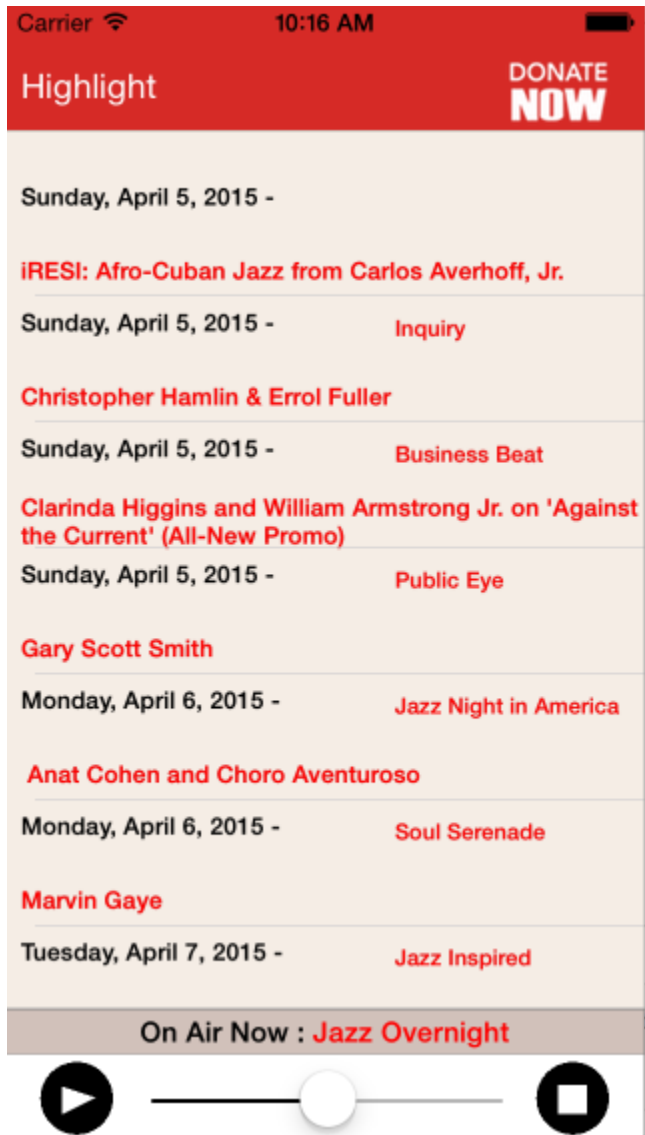 Carrier 10:16 AM
Highlight
DONATE
NOW
Sunday, April 5, 2015 -
iRESI: Afro-Cuban Jazz from Carlos Averhoff, Jr.
Sunday, April 5, 2015 - Inquiry
Christopher Hamlin & Errol Fuller
Sunday, April 5, 2015 - Business Beat
Clarinda Higgins and William Armstrong Jr. on 'Against
the Current' (All-New Promo)
Sunday, April 5, 2015 - Public Eye
Gary Scott Smith
Monday, April 6, 2015 - Jazz Night in America
Anat Cohen and Choro Aventuroso
Monday, April 6, 2015 - Soul Serenade
Marvin Gaye
Tuesday, April 7, 2015 - Jazz Inspired
On Air Now : Jazz Overnight